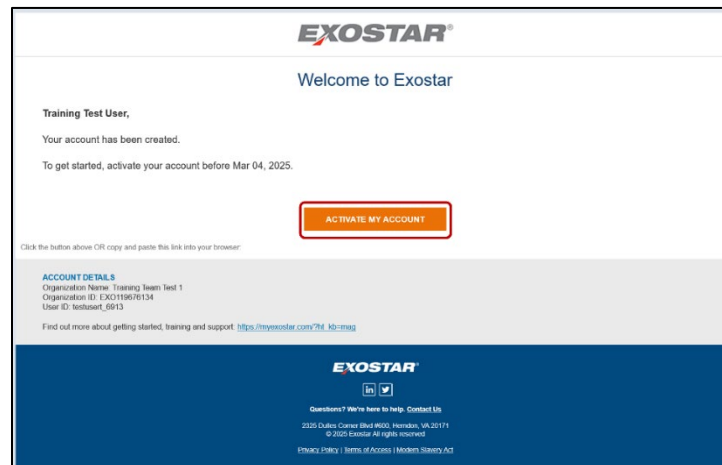 EXOSTAR®
Welcome to Exostar
Training Test User,
Your account has been created.
To get started, activate your account before Mar 04, 2025.
ACTIVATE MY ACCOUNT
Click the button above OR copy and paste this link into your browser:
ACCOUNT DETAILS
Organization Name: Training Team Test 1
Organization ID: EXO119676134
User ID: testusert_6913
Find out more about getting started, training and support: https://myexostar.com/?ht_kb=mag
EXOSTAR®
in
Questions? We're here to help. Contact Us
2325 Dulles Corner Blvd #600, Herndon, VA 20171
© 2025 Exostar All rights reserved
Privacy Policy | Terms of Access | Modern Slavery Act